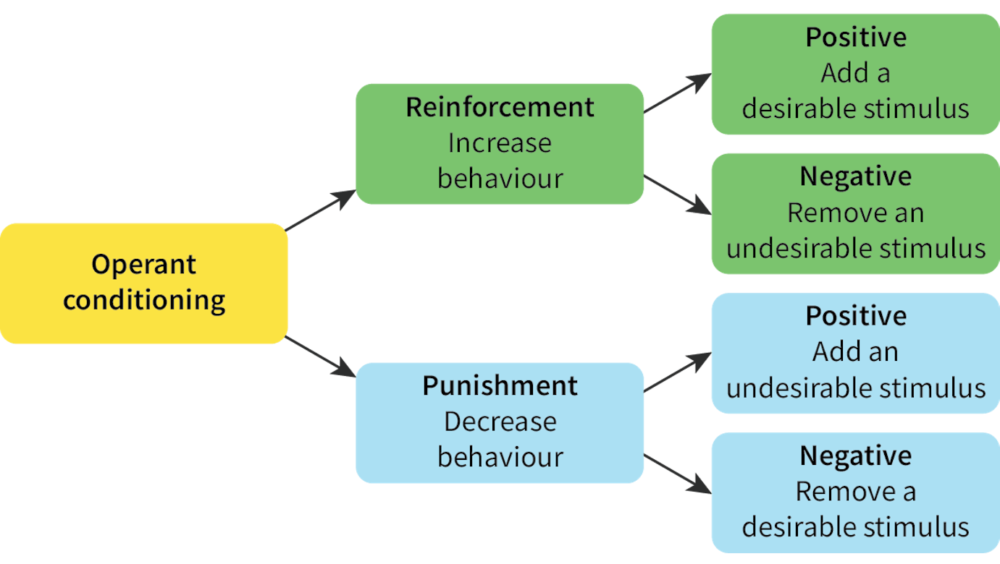 Operant
conditioning
Reinforcement
Increase
behaviour
Positive
Add a
desirable stimulus
Negative
Remove an
undesirable stimulus
Punishment
Decrease
behaviour
Positive
Add an
undesirable stimulus
Negative
Remove a
desirable stimulus